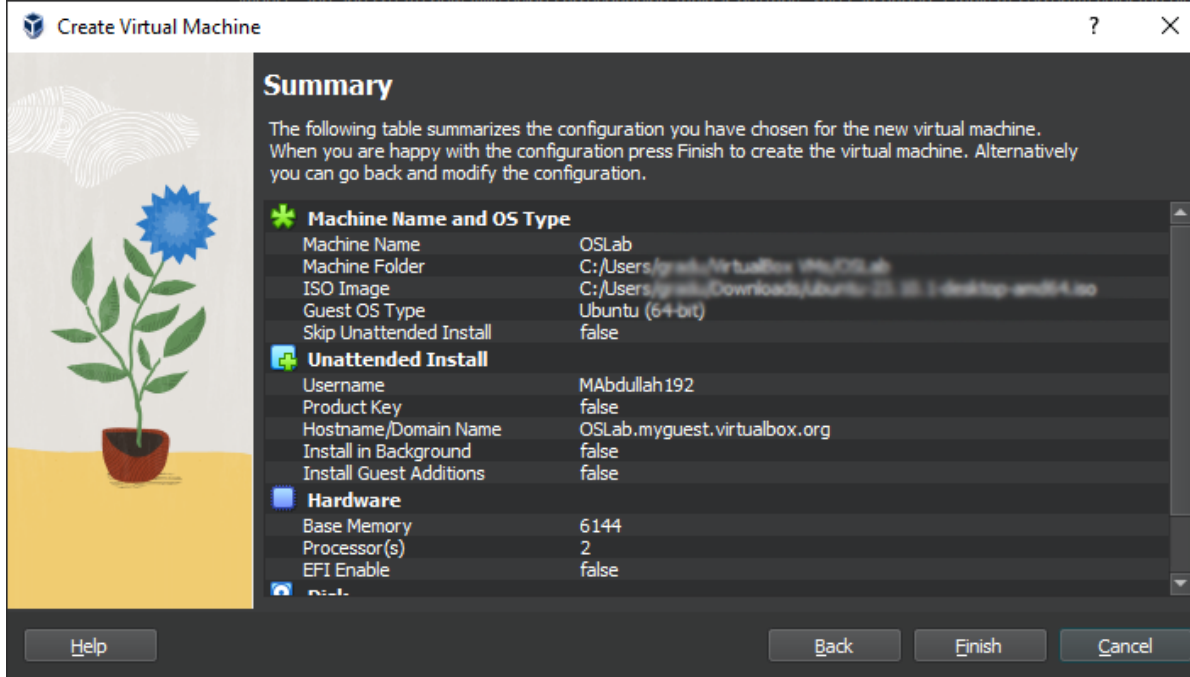 Create Virtual Machine ?
Summary
The following table summarizes the configuration you have chosen for the new virtual machine.
When you are happy with the configuration press Finish to create the virtual machine. Alternatively
you can go back and modify the configuration.
Machine Name and OS Type
Machine Name OSLab
Machine Folder C:/Users
ISO Image C:/Users
Guest OS Type Ubuntu (64-bit)
Skip Unattended Install false
Unattended Install
Username MAbdullah192
Product Key false
Hostname/Domain Name OSLab.myguest.virtualbox.org
Install in Background false
Install Guest Additions false
Hardware
Base Memory 6144
Processor(s) 2
EFI Enable false
Help Back Finish Cancel